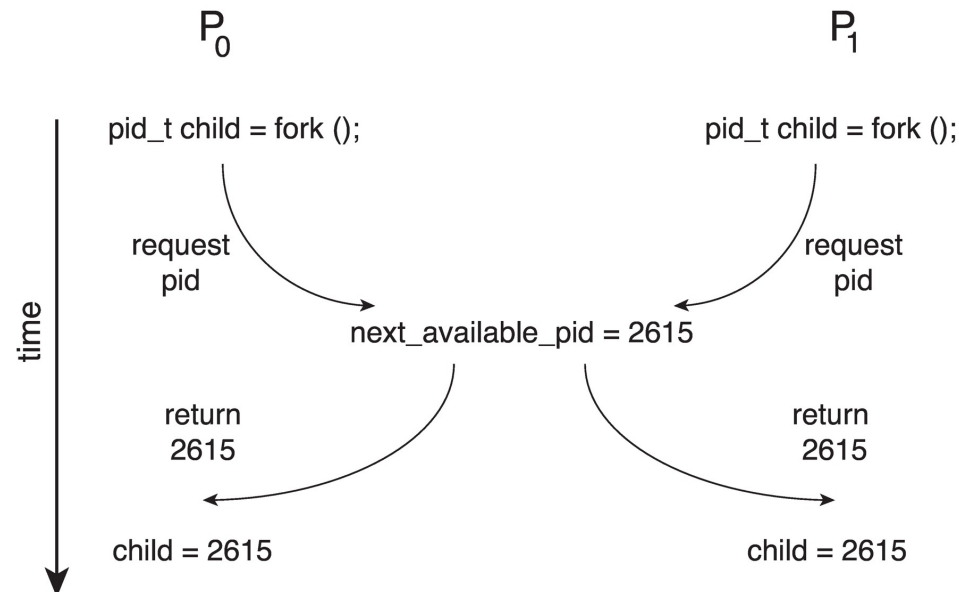 P0 P1
pid_t child = fork (); pid_t child = fork ();
request request
pid pid
time
next_available_pid = 2615
return return
2615 2615
child = 2615 child = 2615